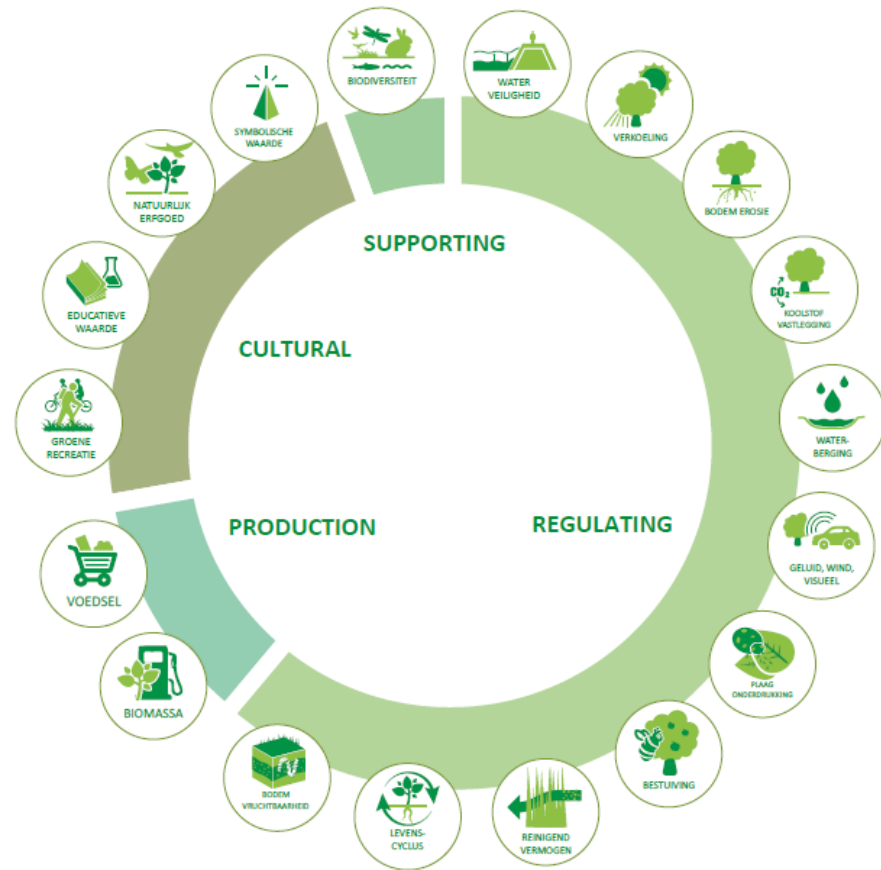 BIODIVERSITEIT
WATER
VEILIGHEID
VERKOELING
BODEM EROSIE
CO₂
KOOLSTOF
VASTLEGGING
WATER-
BERGING
GELUID, WIND,
VISUEEL
PLAAG
ONDERDRUKKING
BESTUIVING
REINIGEND
VERMOGEN
LEVENS-
CYCLUS
BODEM
VRUCHTBAARHEID
BIOMASSA
VOEDSEL
GROENE
RECREATIE
EDUCATIEVE
WAARDE
NATUURLIJK
ERFGOED
SYMBOLISCHE
WAARDE
SUPPORTING
CULTURAL
PRODUCTION
REGULATING